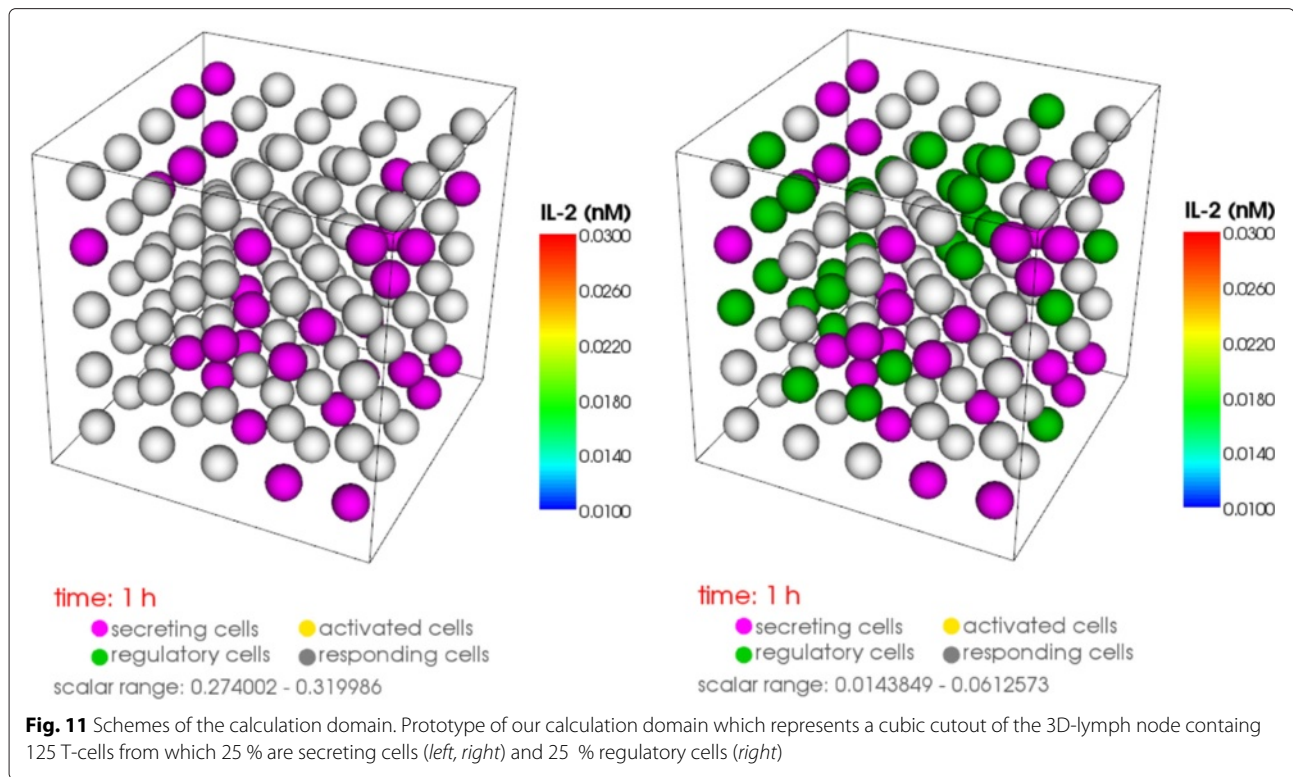 IL-2 (nM)
0.0300
0.0260
0.0220
0.0180
0.0140
0.0100
time: 1 h
secreting cells activated cells
regulatory cells responding cells
scalar range: 0.274002 - 0.319986
IL-2 (nM)
0.0300
0.0260
0.0220
0.0180
0.0140
0.0100
time: 1 h
secreting cells activated cells
regulatory cells responding cells
scalar range: 0.0143849 - 0.0612573
Fig. 11 Schemes of the calculation domain. Prototype of our calculation domain which represents a cubic cutout of the 3D-lymph node containg
125 T-cells from which 25 % are secreting cells (left, right) and 25 % regulatory cells (right)